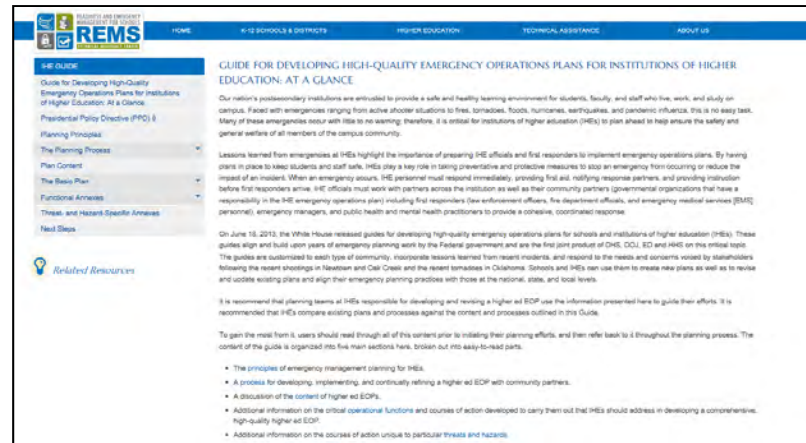 READINESS AND EMERGENCY
MANAGEMENT FOR SCHOOLS
REMS
TECHNICAL ASSISTANCE CENTER
HOME
K-12 SCHOOLS & DISTRICTS
HIGHER EDUCATION
TECHNICAL ASSISTANCE
ABOUT US
IHE GUIDE
Guide for Developing High-Quality
Emergency Operations Plans for Institutions
of Higher Education: At a Glance
Presidential Policy Directive (PPD) 8
Planning Principles
The Planning Process
Plan Content
The Basic Plan
Functional Annexes
Threat- and Hazard-Specific Annexes
Next Steps
Related Resources
GUIDE FOR DEVELOPING HIGH-QUALITY EMERGENCY OPERATIONS PLANS FOR INSTITUTIONS OF HIGHER
EDUCATION: AT A GLANCE
Our nation's postsecondary institutions are entrusted to provide a safe and healthy learning environment for students, faculty, and staff who live, work, and study on
campus. Faced with emergencies ranging from active shooter situations to fires, tornadoes, floods, hurricanes, earthquakes, and pandemic influenza, this is no easy task.
Many of these emergencies occur with little to no warning; therefore, it is critical for institutions of higher education (IHEs) to plan ahead to help ensure the safety and
general welfare of all members of the campus community.
Lessons learned from emergencies at IHEs highlight the importance of preparing IHE officials and first responders to implement emergency operations plans. By having
plans in place to keep students and staff safe, IHEs play a key role in taking preventative and protective measures to stop an emergency from occurring or reduce the
impact of an incident. When an emergency occurs, IHE personnel must respond immediately, providing first aid, notifying response partners, and providing instruction
before first responders arrive. IHE officials must work with partners across the institution as well as their community partners (governmental organizations that have a
responsibility in the IHE emergency operations plan) including first responders (law enforcement officers, fire department officials, and emergency medical services [EMS]
personnel), emergency managers, and public health and mental health practitioners to provide a cohesive, coordinated response.
On June 18, 2013, the White House released guides for developing high-quality emergency operations plans for schools and institutions of higher education (IHEs). These
guides align and build upon years of emergency planning work by the Federal government and are the first joint product of DHS, DOJ, ED and HHS on this critical topic.
The guides are customized to each type of community, incorporate lessons learned from recent incidents, and respond to the needs and concerns voiced by stakeholders
following the recent shootings in Newtown and Oak Creek and the recent tornadoes in Oklahoma. Schools and IHEs can use them to create new plans as well as to revise
and update existing plans and align their emergency planning practices with those at the national, state, and local levels.
It is recommended that planning teams at IHEs responsible for developing and revising a higher ed EOP use the information presented here to guide their efforts. It is
recommended that IHEs compare existing plans and processes against the content and processes outlined in this Guide.
To gain the most from it, users should read through all of this content prior to initiating their planning efforts, and then refer back to it throughout the planning process. The
content of the guide is organized into five main sections here, broken out into easy-to-read parts.
• The principles of emergency management planning for IHEs.
• A process for developing, implementing, and continually refining a higher ed EOP with community partners.
• A discussion of the content of higher ed EOPs.
• Additional information on the critical operational functions and courses of action developed to carry them out that IHEs should address in developing a comprehensive,
high-quality higher ed EOP.
• Additional information on the courses of action unique to particular threats and hazards.